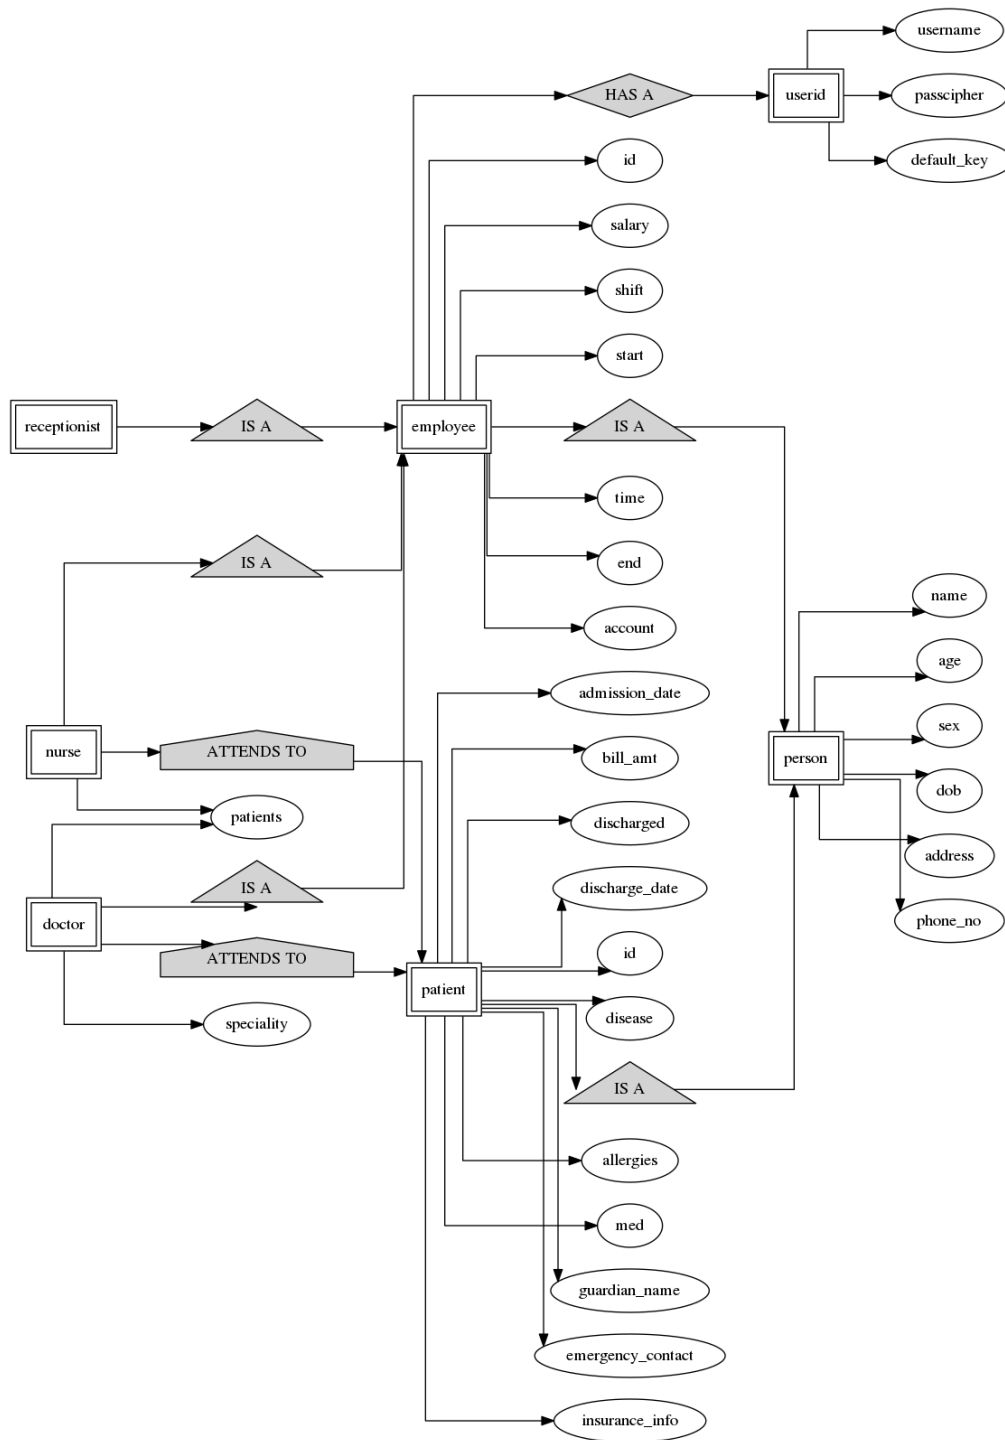 username
HAS A
userid
passcipher
id
default_key
salary
shift
start
receptionist
IS A
employee
IS A
time
IS A
end
name
account
age
admission_date
sex
nurse
ATTENDS TO
bill_amt
person
dob
patients
discharged
address
IS A
discharge_date
doctor
phone_no
ATTENDS TO
id
patient
speciality
disease
IS A
allergies
med
guardian_name
emergency_contact
insurance_info